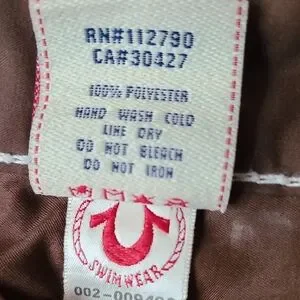 RN#112790
CA#30427
100% POLYESTER
HAND WASH COLD
LINE DRY
DO NOT BLEACH
DO NOT IRON
SWIMWEAR